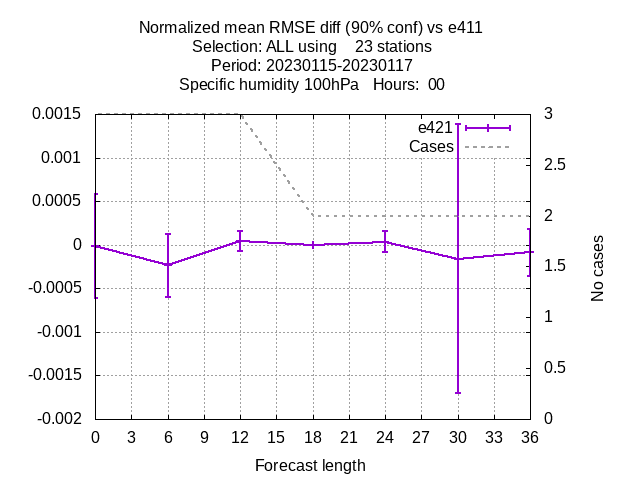 Normalized mean RMSE diff (90% conf) vs e411
Selection: ALL using    23 stations
Period: 20230115-20230117
Specific humidity 100hPa   Hours:  00
0.0015
0.001
0.0005
0
-0.0005
-0.001
-0.0015
-0.002
3
2.5
2
1.5
1
0.5
0
e421
Cases
No cases
0 3 6 9 12 15 18 21 24 27 30 33 36
Forecast length